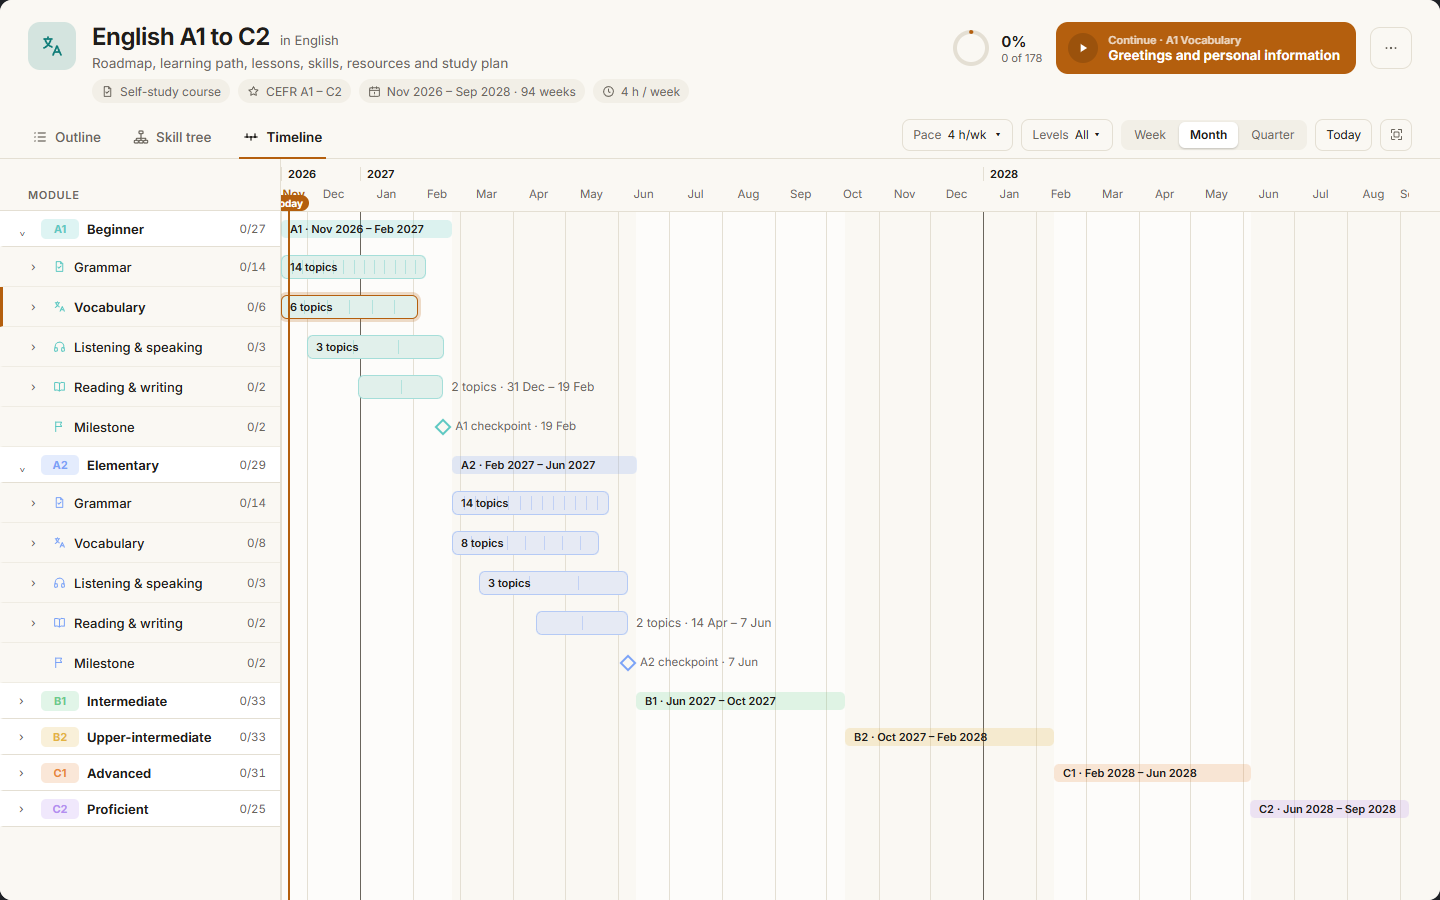 English A1 to C2 in English
Roadmap, learning path, lessons, skills, resources and study plan
Self-study course
CEFR A1 – C2
Nov 2026 – Sep 2028 · 94 weeks
4 h / week
0%
0 of 178
Continue · A1 Vocabulary
Greetings and personal information
Outline
Skill tree
Timeline
Pace 4 h/wk
Levels All
Week
Month
Quarter
Today
MODULE
2026
2027
2028
Nov Dec Jan Feb Mar Apr May Jun Jul Aug Sep Oct Nov Dec Jan Feb Mar Apr May Jun Jul Aug S
oday
A1 Beginner 0/27
A1 · Nov 2026 – Feb 2027
Grammar 0/14
14 topics
Vocabulary 0/6
6 topics
Listening & speaking 0/3
3 topics
Reading & writing 0/2
2 topics · 31 Dec – 19 Feb
Milestone 0/2
A1 checkpoint · 19 Feb
A2 Elementary 0/29
A2 · Feb 2027 – Jun 2027
Grammar 0/14
14 topics
Vocabulary 0/8
8 topics
Listening & speaking 0/3
3 topics
Reading & writing 0/2
2 topics · 14 Apr – 7 Jun
Milestone 0/2
A2 checkpoint · 7 Jun
B1 Intermediate 0/33
B1 · Jun 2027 – Oct 2027
B2 Upper-intermediate 0/33
B2 · Oct 2027 – Feb 2028
C1 Advanced 0/31
C1 · Feb 2028 – Jun 2028
C2 Proficient 0/25
C2 · Jun 2028 – Sep 2028